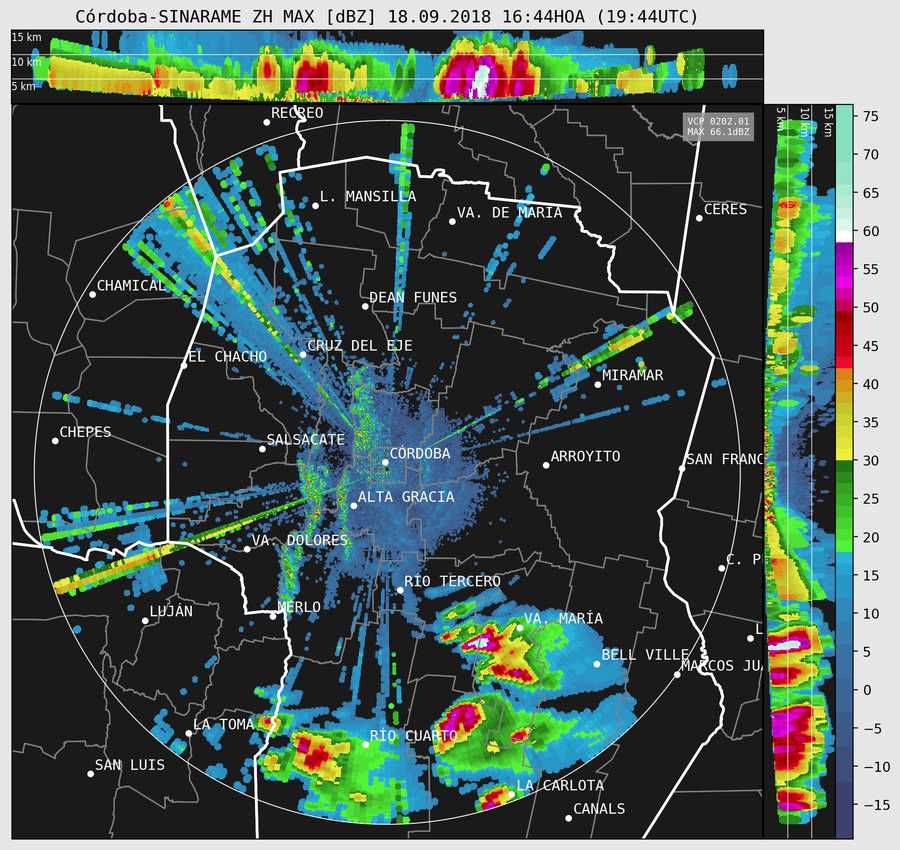 Córdoba-SINARAME ZH MAX [dBZ] 18.09.2018 16:44HOA (19:44UTC)
15 km
10 km
5 km
RECREO
VCP 0202.01
MAX 66.1dBZ
5 km
10 km
15 km
L. MANSILLA
VA. DE MARIA
CERES
CHAMICAL
DEAN FUNES
EL CHACHO
CRUZ DEL EJE
MIRAMAR
CHEPES
SALSACATE
CÓRDOBA
ARROYITO
SAN FRANC
ALTA GRACIA
VA. DOLORES
C. P
RÍO TERCERO
LUJÁN
MERLO
VA. MARÍA
L
BELL VILLE
MARCOS JUA
LA TOMA
RÍO CUARTO
SAN LUIS
LA CARLOTA
CANALS
75
70
65
60
55
50
45
40
35
30
25
20
15
10
5
0
−5
−10
−15